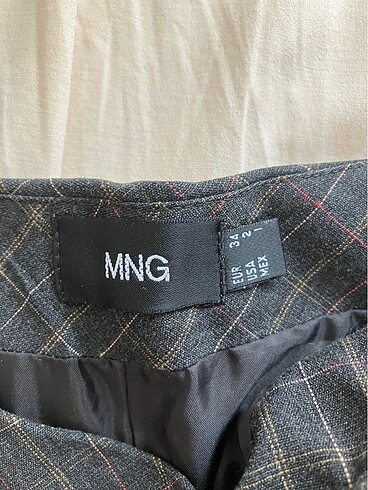 MNG
EUR 34
USA 2
MEX 1